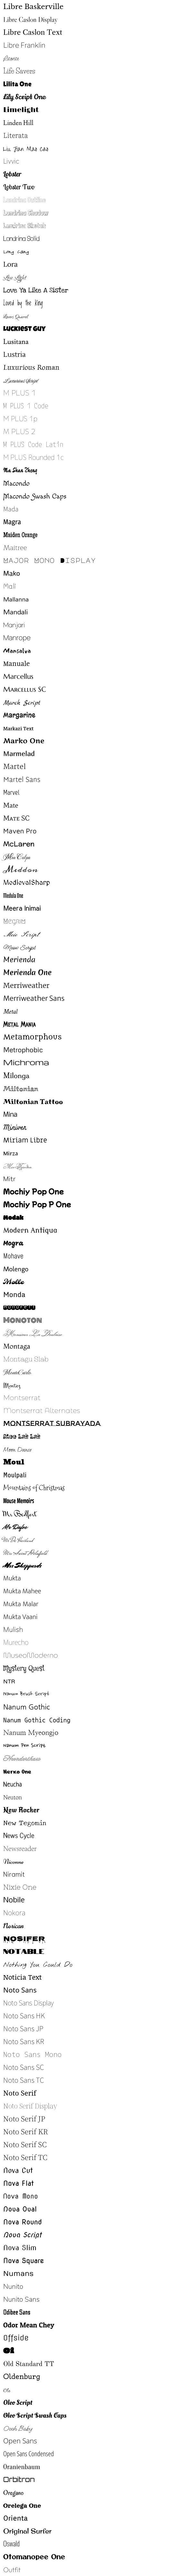 Libre Baskerville
Libre Caslon Display
Libre Caslon Text
Libre Franklin
Licorice
Life Savers
Lilita One
Lily Script One
Limelight
Linden Hill
Literata
Liu Jian Mao Cao
Livvic
Lobster
Lobster Two
Londrina Outline
Londrina Shadow
Londrina Sketch
Londrina Solid
Long Cang
Lora
Love Light
Love Ya Like A Sister
Loved by the King
Lovers Quarrel
Luckiest Guy
Lusitana
Lustria
Luxurious Roman
Luxurious Script
M PLUS 1
M PLUS 1 Code
M PLUS 1p
M PLUS 2
M PLUS Code Latin
M PLUS Rounded 1c
Ma Shan Zheng
Macondo
Macondo Swash Caps
Mada
Magra
Maiden Orange
Maitree
Major Mono Display
Mako
Mali
Mallanna
Mandali
Manjari
Manrope
Mansalva
Manuale
Marcellus
Marcellus SC
Marck Script
Margarine
Markazi Text
Marko One
Marmelad
Martel
Martel Sans
Marvel
Mate
Mate SC
Maven Pro
McLaren
Mea Culpa
Meddon
MedievalSharp
Medula One
Meera Inimai
Megrim
Meie Script
Meow Script
Merienda
Merienda One
Merriweather
Merriweather Sans
Metal
Metal Mania
Metamorphous
Metrophobic
Michroma
Milonga
Miltonian
Miltonian Tattoo
Mina
Miniver
Miriam Libre
Mirza
Miss Fajardose
Mitr
Mochiy Pop One
Mochiy Pop P One
Modak
Modern Antiqua
Mogra
Mohave
Molengo
Molle
Monda
Monofett
Monoton
Monsieur La Doulaise
Montaga
Montagu Slab
MonteCarlo
Montez
Montserrat
Montserrat Alternates
Montserrat Subrayada
Moo Lah Lah
Moon Dance
Moul
Moulpali
Mountains of Christmas
Mouse Memoirs
Mr Bedfort
Mr Dafoe
Mr De Haviland
Mrs Saint Delafield
Mrs Sheppards
Mukta
Mukta Mahee
Mukta Malar
Mukta Vaani
Mulish
Murecho
MuseoModerno
Mystery Quest
NTR
Nanum Brush Script
Nanum Gothic
Nanum Gothic Coding
Nanum Myeongjo
Nanum Pen Script
Neonderthaw
Nerko One
Neucha
Neuton
New Rocker
New Tegomin
News Cycle
Newsreader
Niconne
Niramit
Nixie One
Nobile
Nokora
Norican
Nosifer
Notable
Nothing You Could Do
Noticia Text
Noto Sans
Noto Sans Display
Noto Sans HK
Noto Sans JP
Noto Sans KR
Noto Sans Mono
Noto Sans SC
Noto Sans TC
Noto Serif
Noto Serif Display
Noto Serif JP
Noto Serif KR
Noto Serif SC
Noto Serif TC
Nova Cut
Nova Flat
Nova Mono
Nova Oval
Nova Round
Nova Script
Nova Slim
Nova Square
Numans
Nunito
Nunito Sans
Odibee Sans
Odor Mean Chey
Offside
Oi
Old Standard TT
Ole
Oleo Script
Oleo Script Swash Caps
Oooh Baby
Open Sans
Open Sans Condensed
Oranienbaum
Orbitron
Oregano
Orelega One
Orienta
Original Surfer
Oswald
Otomanopee One
Outfit